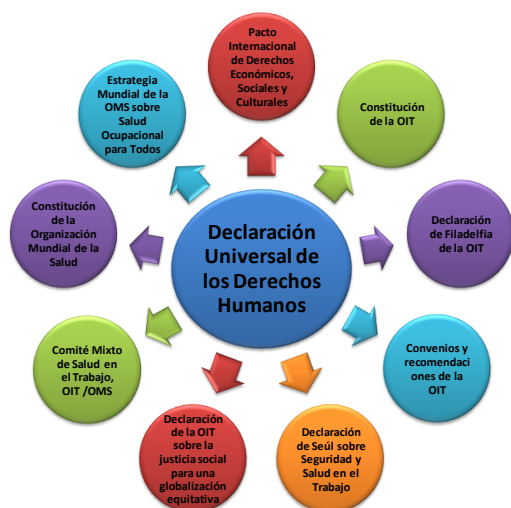 Pacto
Internacional
de Derechos
Económicos,
Sociales y
Culturales
Constitución
de la OIT
Declaración
de Filadelfia
de la OIT
Convenios y
recomendaci
ones de la
OIT
Declaración
de Seúl sobre
Seguridad y
Salud en el
Trabajo
Declaración
de la OIT
sobre la
justicia social
para una
globalización
equitativa
Comité Mixto
de Salud en
el Trabajo,
OIT /OMS
Constitución
de la
Organización
Mundial de la
Salud
Estrategia
Mundial de la
OMS sobre
Salud
Ocupacional
para Todos
Declaración
Universal de
los Derechos
Humanos